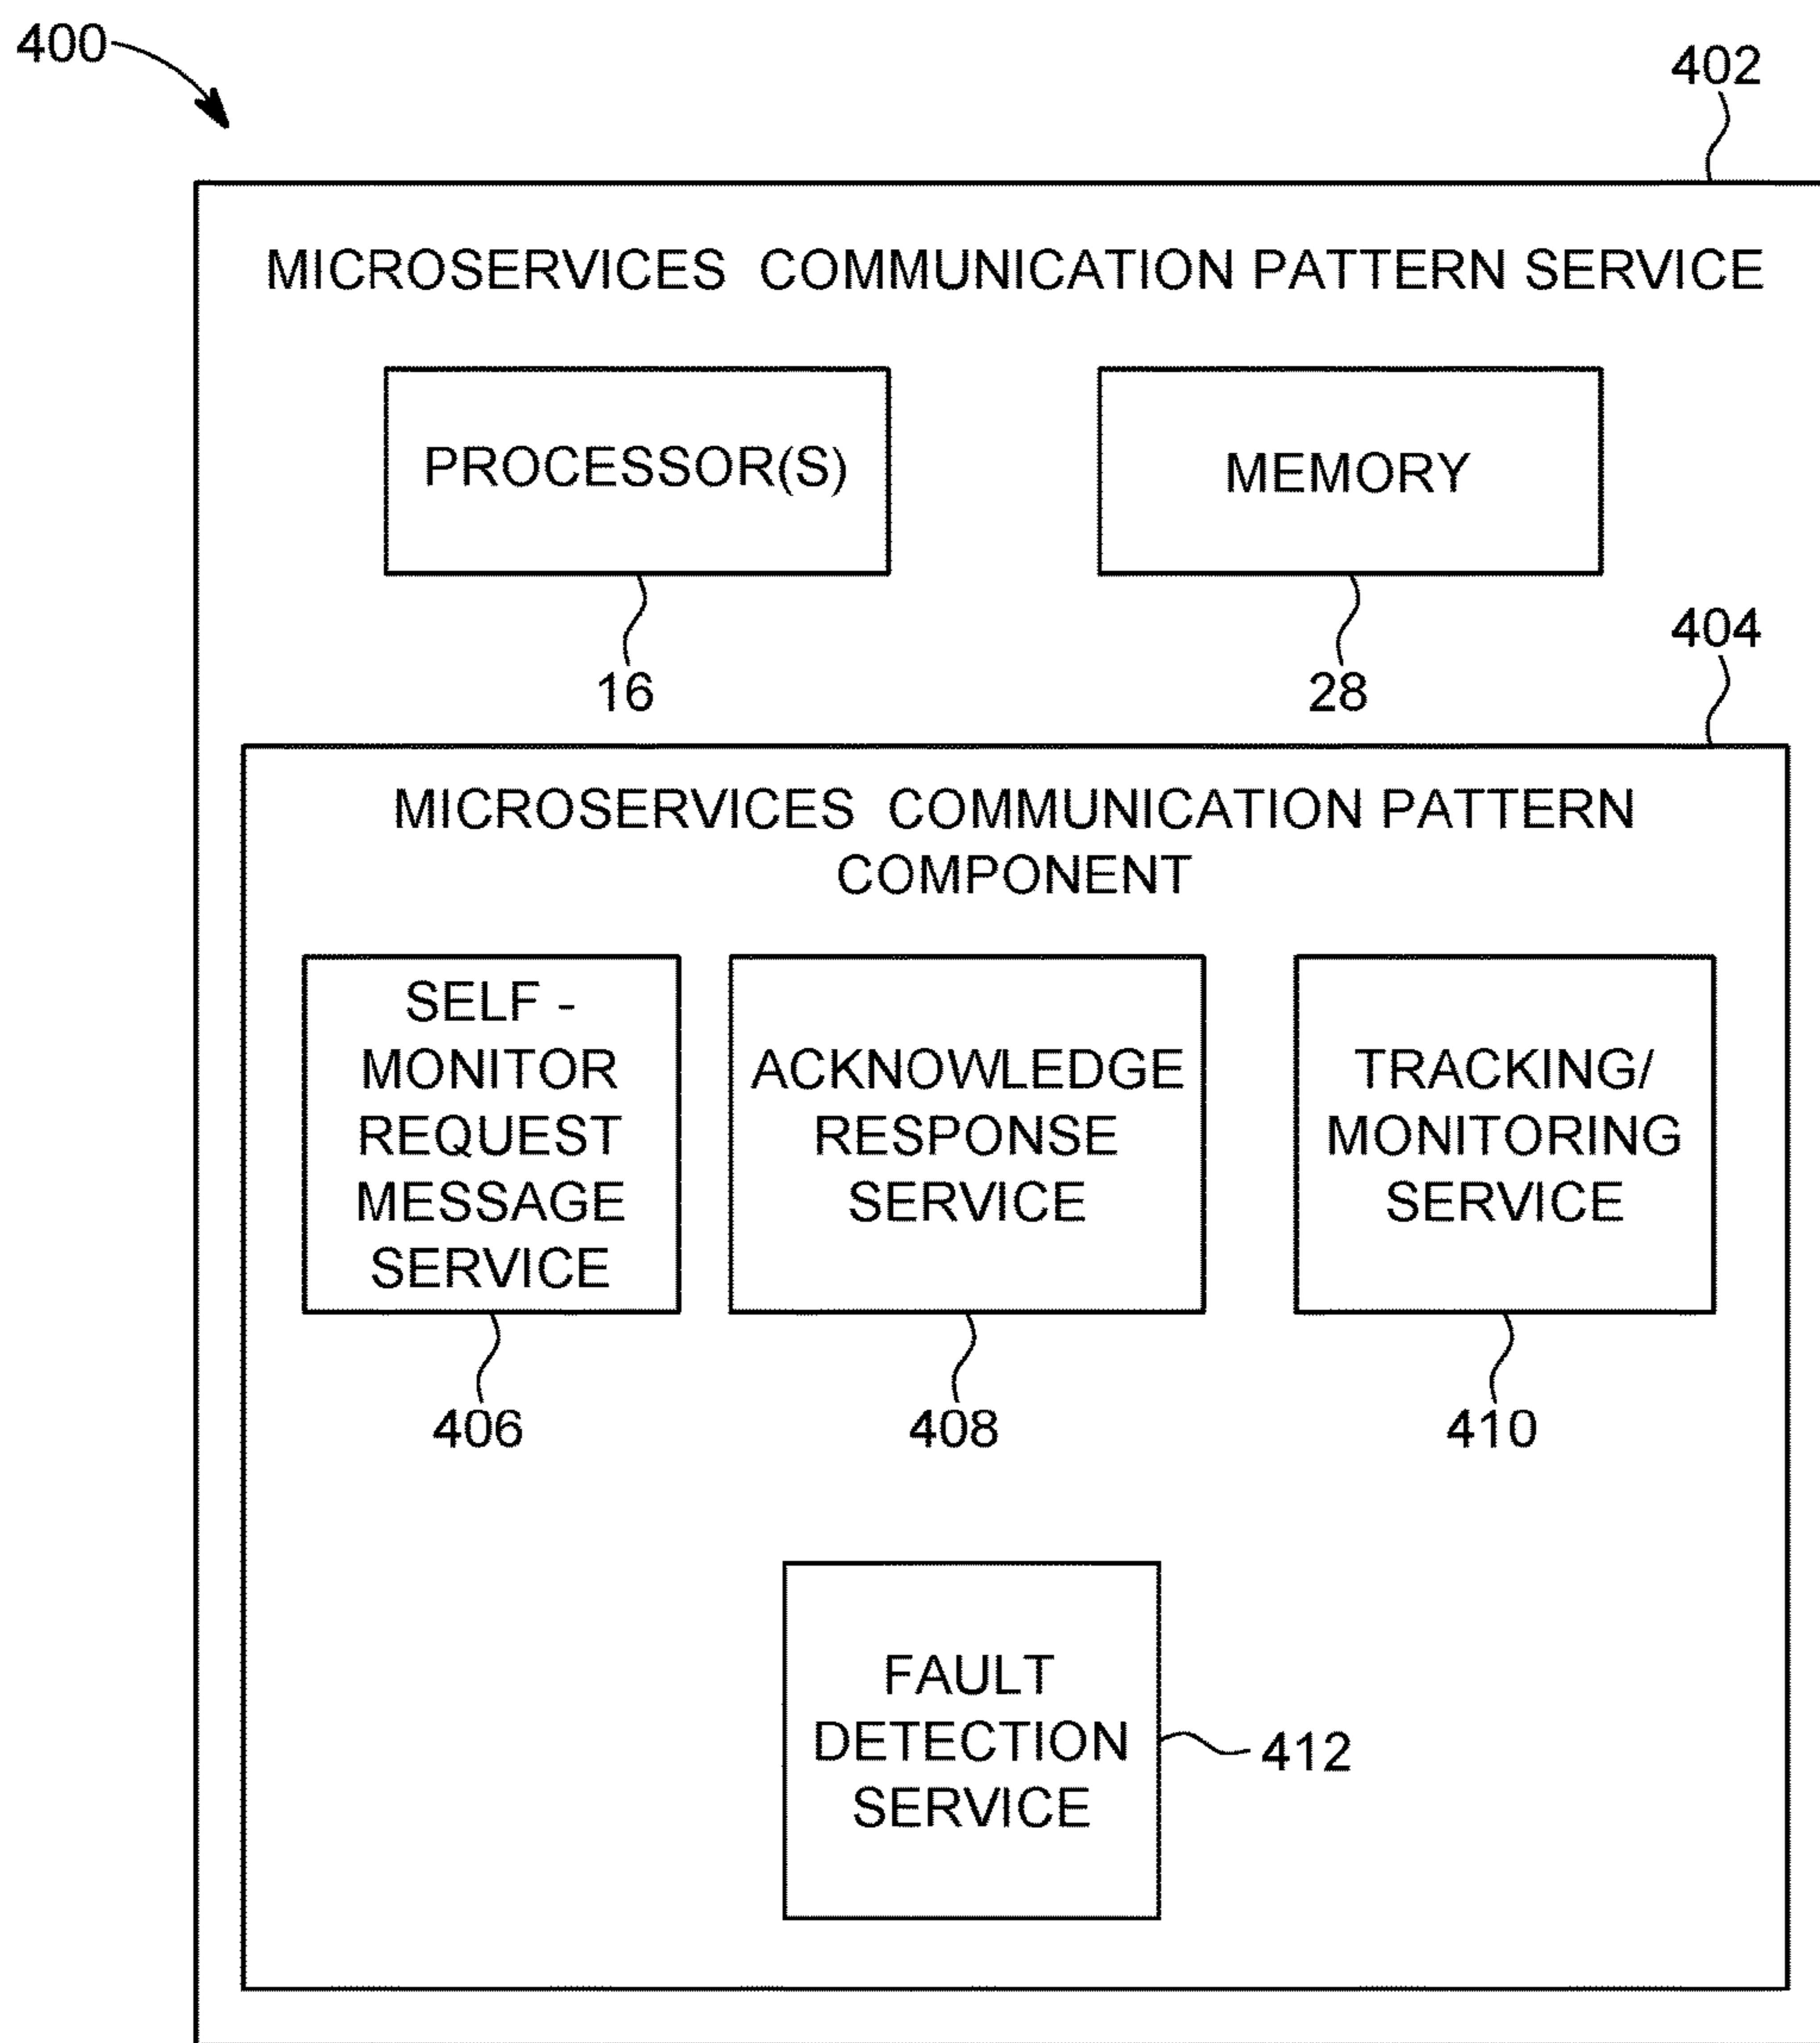 400
402
MICROSERVICES COMMUNICATION PATTERN SERVICE
PROCESSOR(S)
MEMORY
16
28
404
MICROSERVICES COMMUNICATION PATTERN
COMPONENT
SELF -
MONITOR
REQUEST
MESSAGE
SERVICE
ACKNOWLEDGE
RESPONSE
SERVICE
TRACKING/
MONITORING
SERVICE
406
408
410
FAULT
DETECTION
SERVICE
412